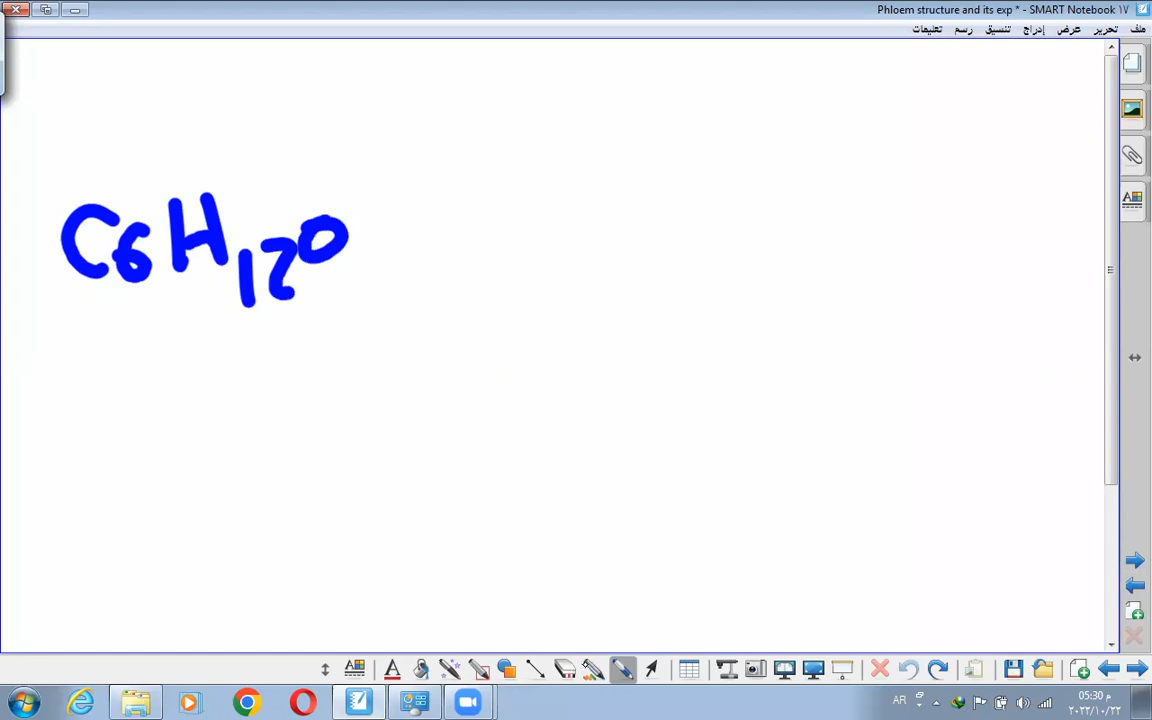 Phloem structure and its exp * - SMART Notebook ١٧
ملف تحرير عرض إدراج تنسيق رسم تعليمات
C6H12O
AR
05:30 م
٢٠٢٢/١٠/٢٢